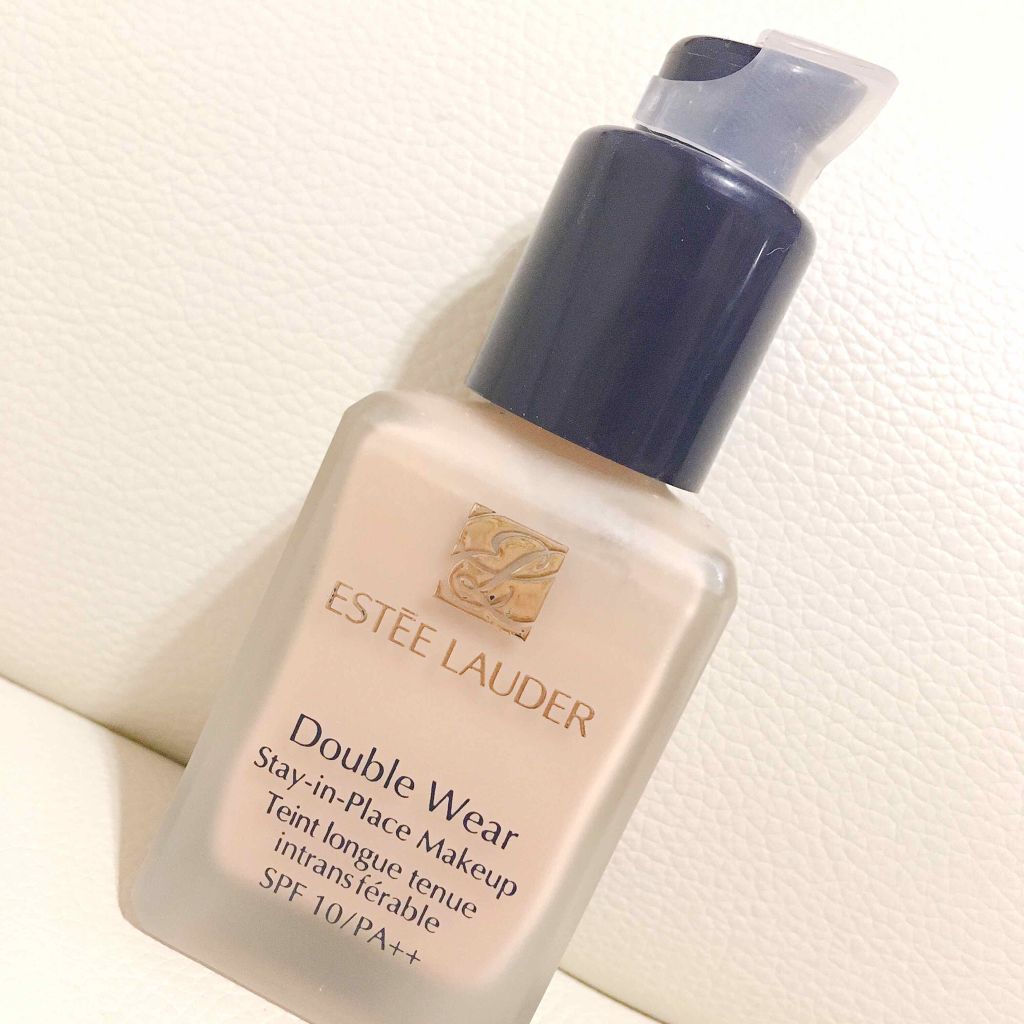 ESTĒE LAUDER
Double Wear
Stay-in-Place Makeup
Teint longue tenue
intransférable
SPF 10/PA++